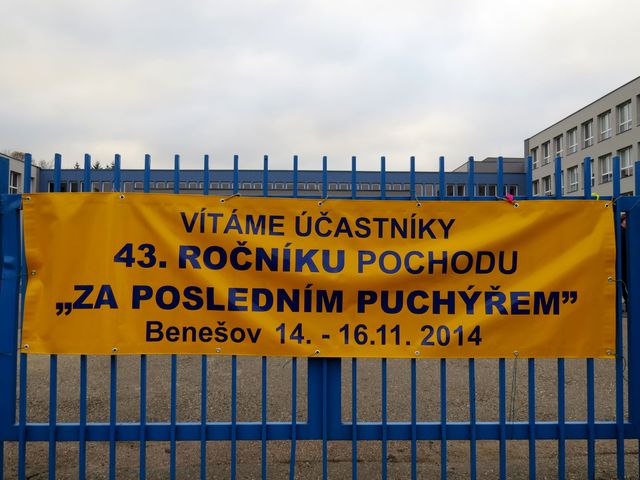 VÍTÁME ÚČASTNÍKY
43. ROČNÍKU POCHODU
„ZA POSLEDNÍM PUCHÝŘEM”
Benešov 14. - 16.11. 2014